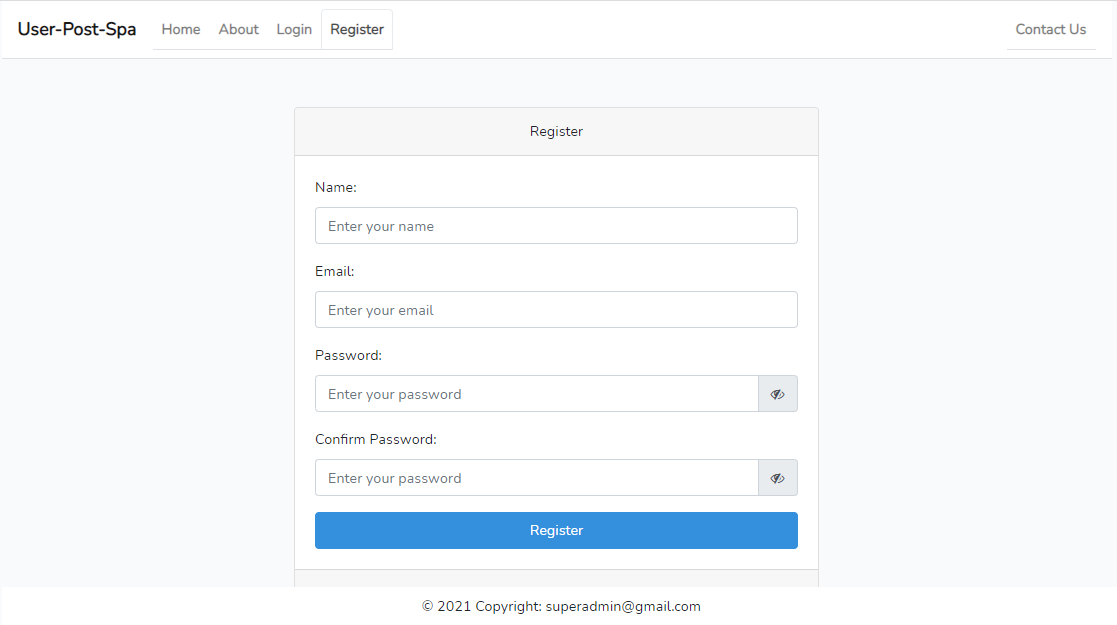 User-Post-Spa Home About Login Register Contact Us
Register
Name:
Enter your name
Email:
Enter your email
Password:
Enter your password
Confirm Password:
Enter your password
Register
© 2021 Copyright: superadmin@gmail.com